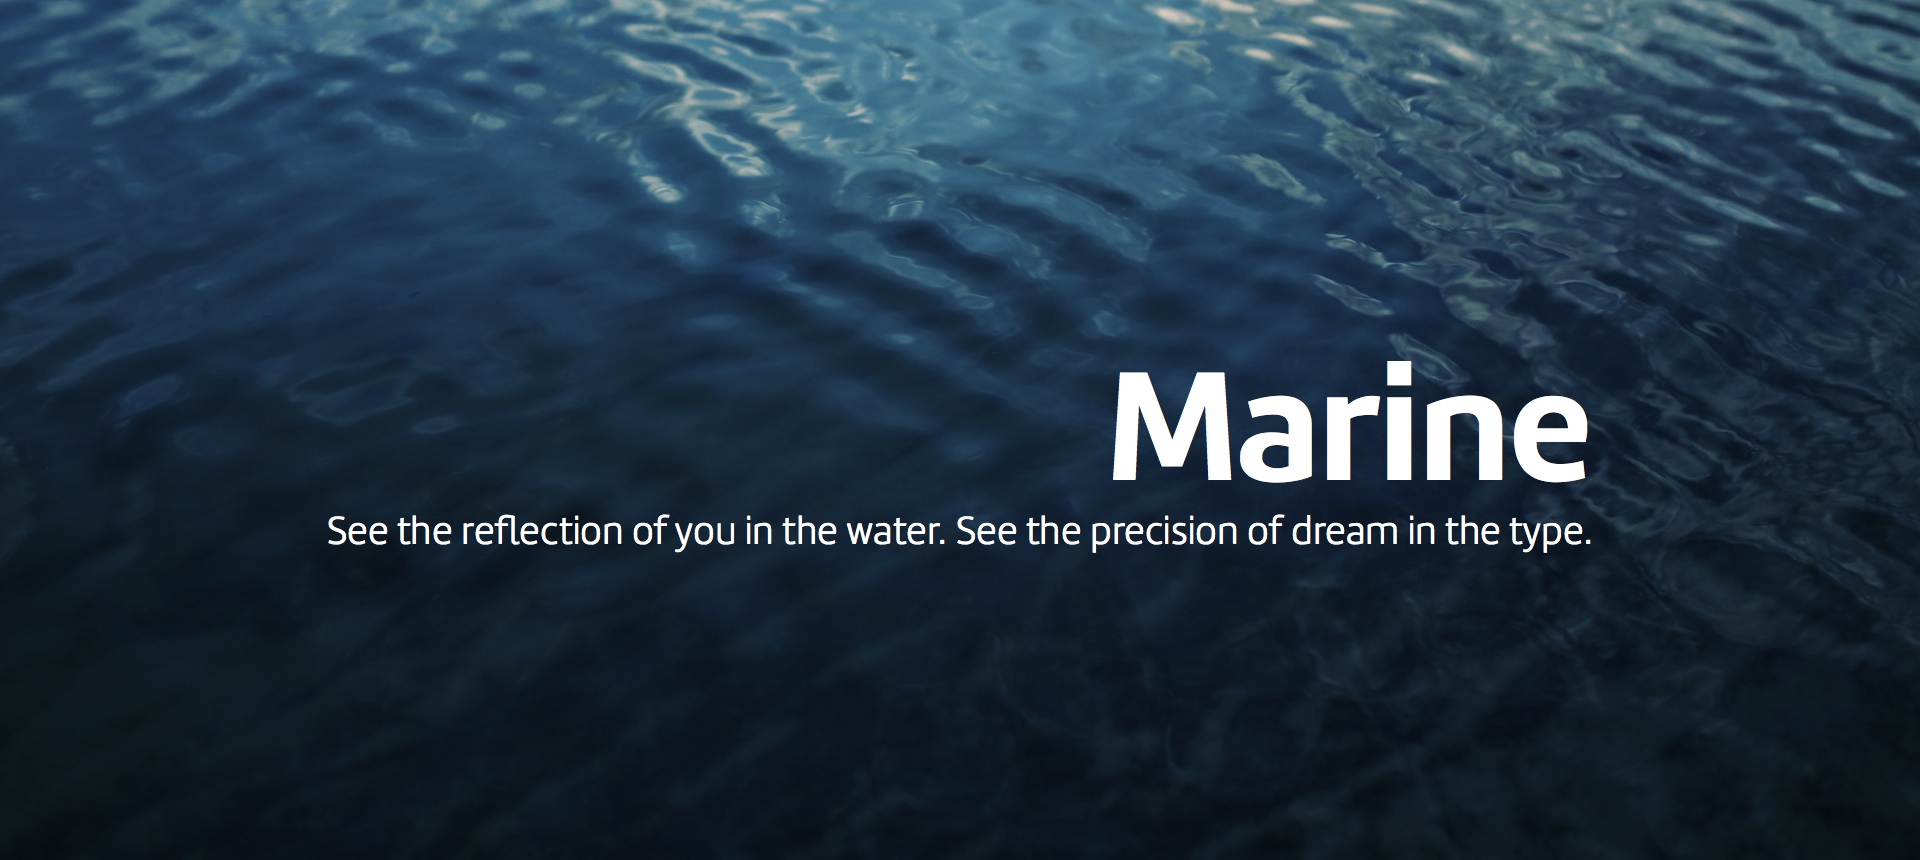 Marine
See the reflection of you in the water. See the precision of dream in the type.